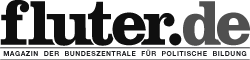 fluter.de
MAGAZIN DER BUNDESZENTRALE FÜR POLITISCHE BILDUNG